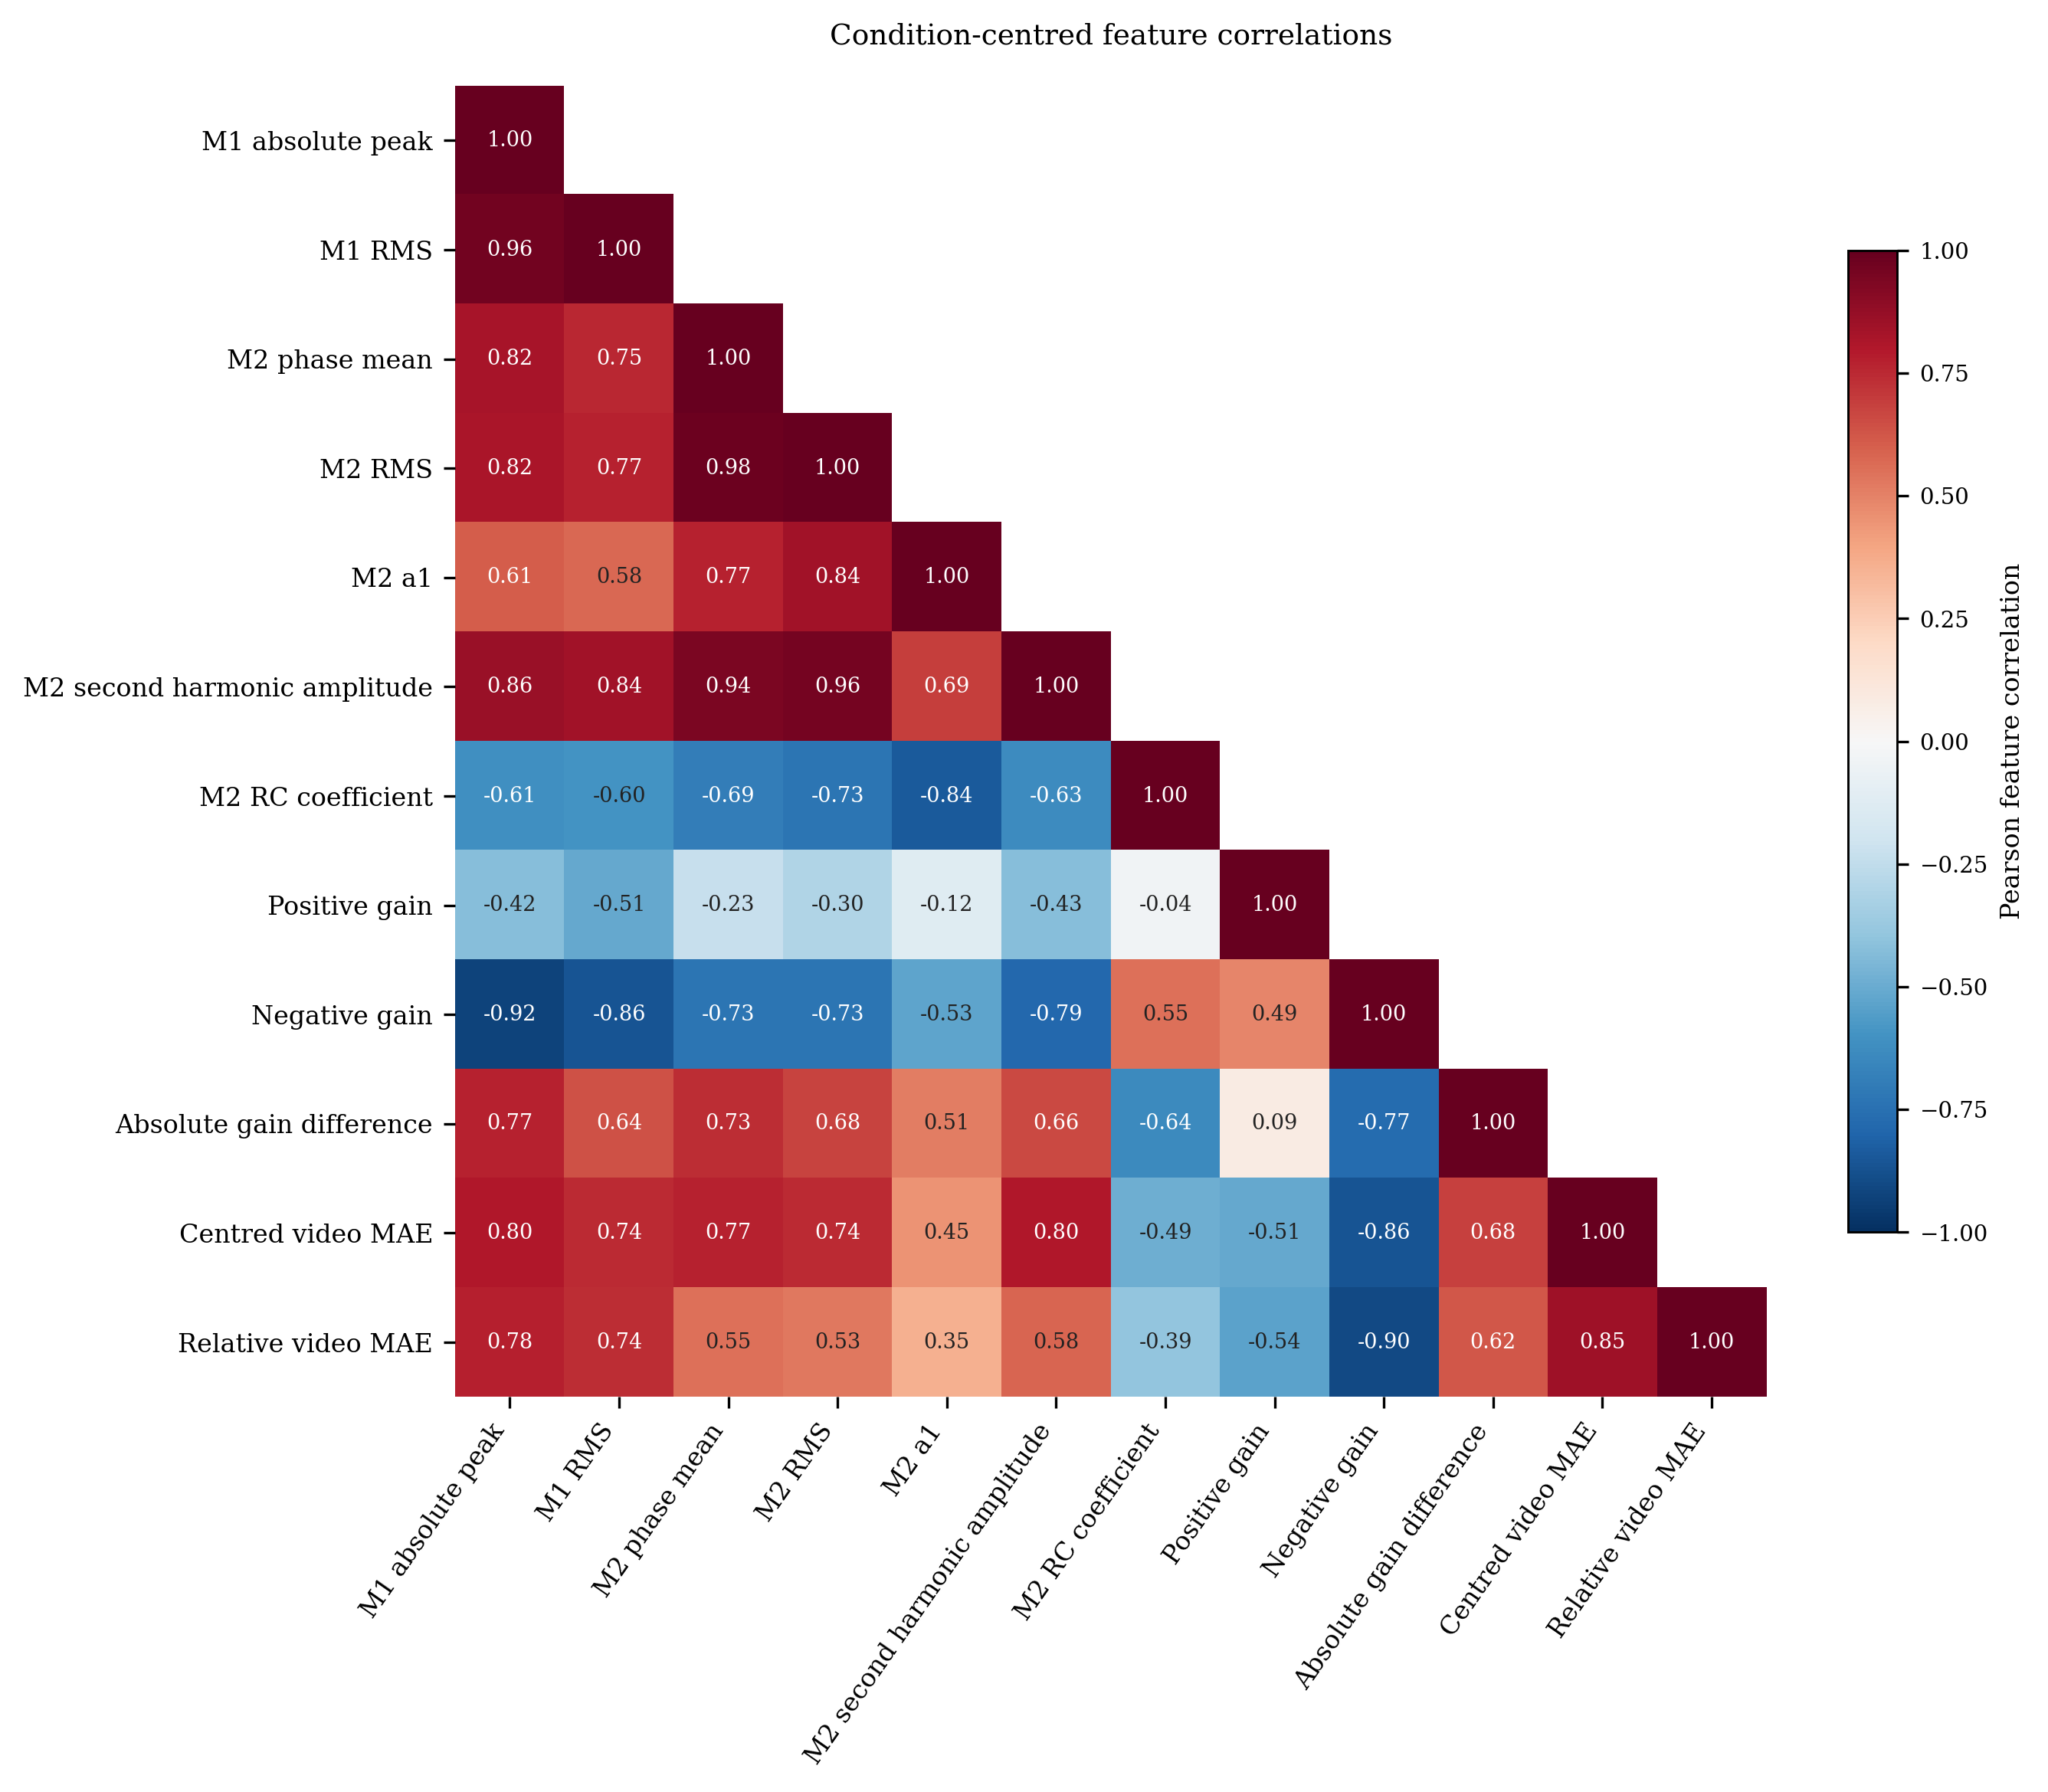 Condition-centred feature correlations
M1 absolute peak 1.00
M1 RMS 0.96 1.00
M2 phase mean 0.82 0.75 1.00
M2 RMS 0.82 0.77 0.98 1.00
M2 a1 0.61 0.58 0.77 0.84 1.00
M2 second harmonic amplitude 0.86 0.84 0.94 0.96 0.69 1.00
M2 RC coefficient -0.61 -0.60 -0.69 -0.73 -0.84 -0.63 1.00
Positive gain -0.42 -0.51 -0.23 -0.30 -0.12 -0.43 -0.04 1.00
Negative gain -0.92 -0.86 -0.73 -0.73 -0.53 -0.79 0.55 0.49 1.00
Absolute gain difference 0.77 0.64 0.73 0.68 0.51 0.66 -0.64 0.09 -0.77 1.00
Centred video MAE 0.80 0.74 0.77 0.74 0.45 0.80 -0.49 -0.51 -0.86 0.68 1.00
Relative video MAE 0.78 0.74 0.55 0.53 0.35 0.58 -0.39 -0.54 -0.90 0.62 0.85 1.00
M1 absolute peak
M1 RMS
M2 phase mean
M2 RMS
M2 a1
M2 second harmonic amplitude
M2 RC coefficient
Positive gain
Negative gain
Absolute gain difference
Centred video MAE
Relative video MAE
1.00
0.75
0.50
0.25
0.00
−0.25
−0.50
−0.75
−1.00
Pearson feature correlation